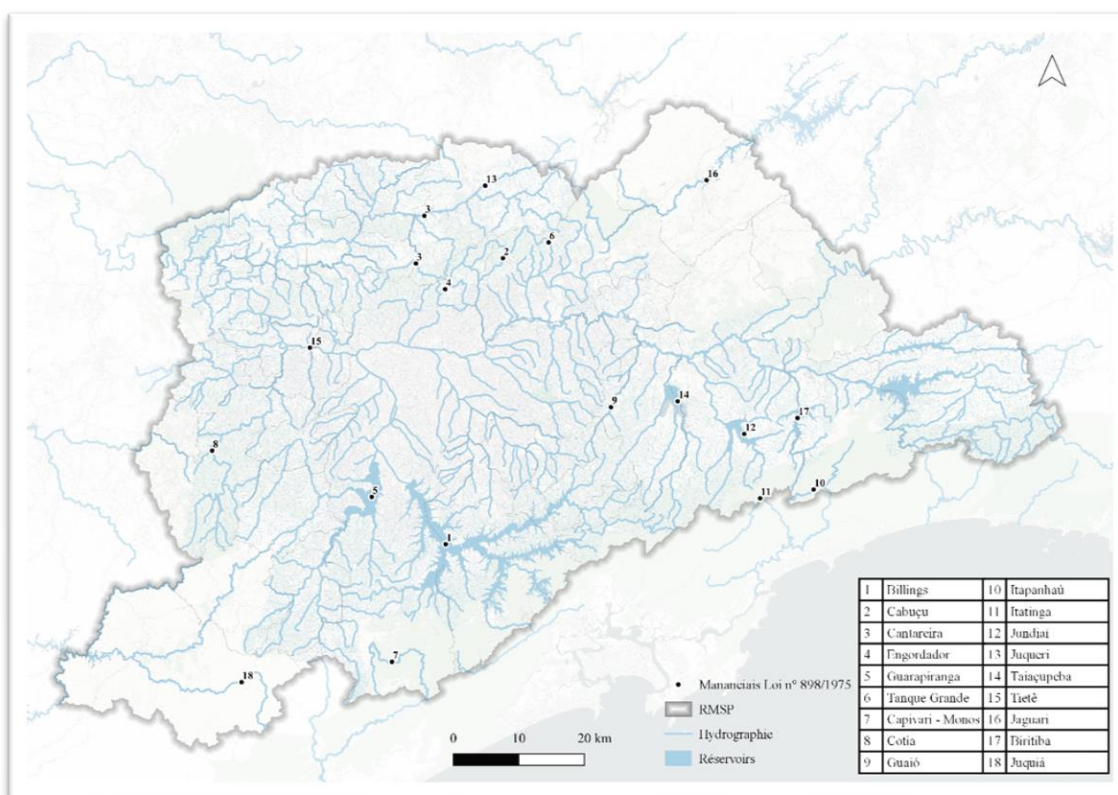 13
16
3
6
2
3
4
15
9
14
17
12
8
5
10
11
1
7
18
1 Billings 10 Itapanhaú
2 Cabuçu 11 Itatinga
3 Cantareira 12 Jundiaí
4 Engordador 13 Juqueri
5 Guarapiranga 14 Taiaçupeba
6 Tanque Grande 15 Tietê
7 Capivari - Monos 16 Jaguari
8 Cotia 17 Biritiba
9 Guaió 18 Juquiá
Mananciais Loi nº 898/1975
RMSP
Hydrographie
Réservoirs
0 10 20 km